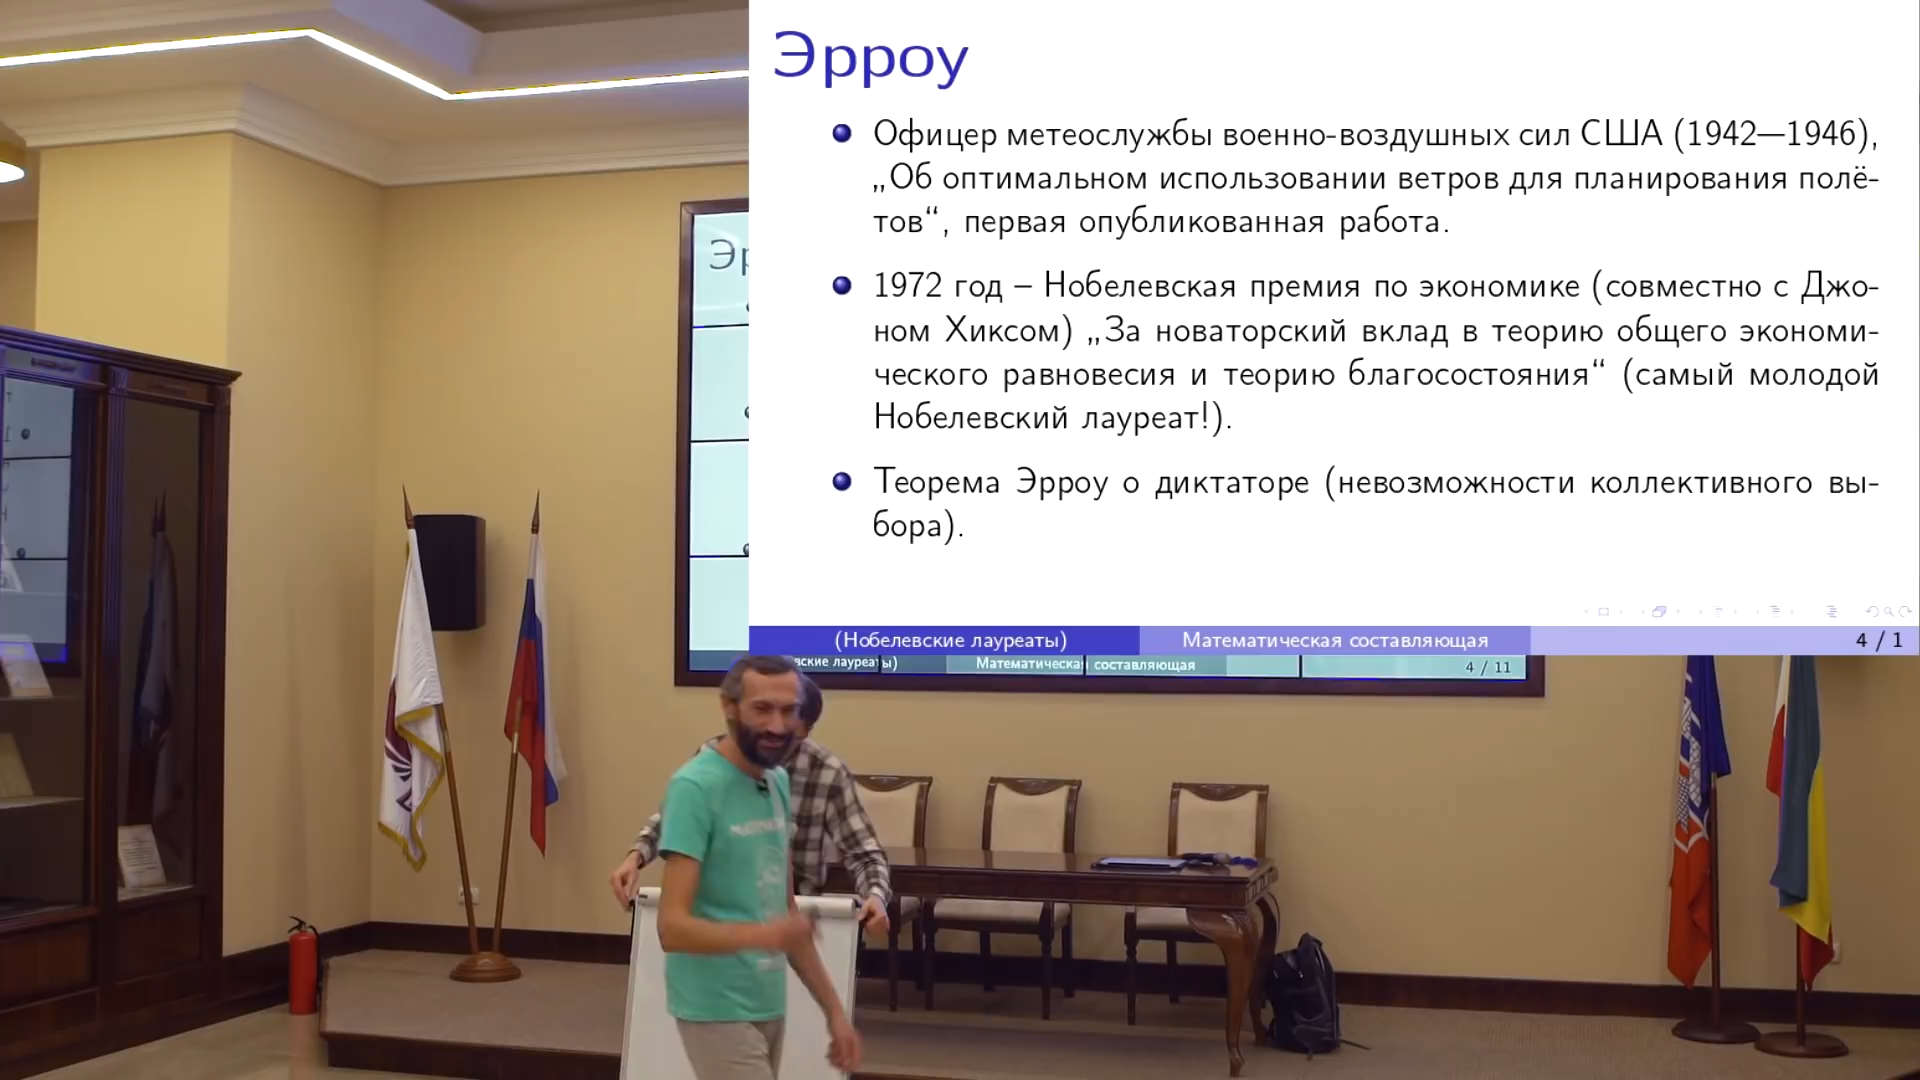 Эрроу
Офицер метеослужбы военно-воздушных сил США (1942—1946),
„Об оптимальном использовании ветров для планирования полё-
тов“, первая опубликованная работа.
1972 год – Нобелевская премия по экономике (совместно с Джо-
ном Хиксом) „За новаторский вклад в теорию общего экономи-
ческого равновесия и теорию благосостояния“ (самый молодой
Нобелевский лауреат!).
Теорема Эрроу о диктаторе (невозможности коллективного вы-
бора).
(Нобелевские лауреаты) Математическая составляющая 4 / 1
Эр
вские лауреаты) Математическая составляющая 4 / 11